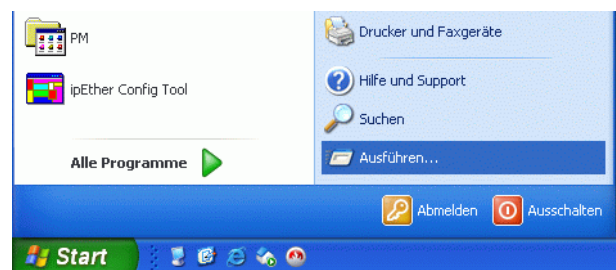 PM
ipEther Config Tool
Alle Programme
Drucker und Faxgeräte
Hilfe und Support
Suchen
Ausführen...
Abmelden
Ausschalten
Start